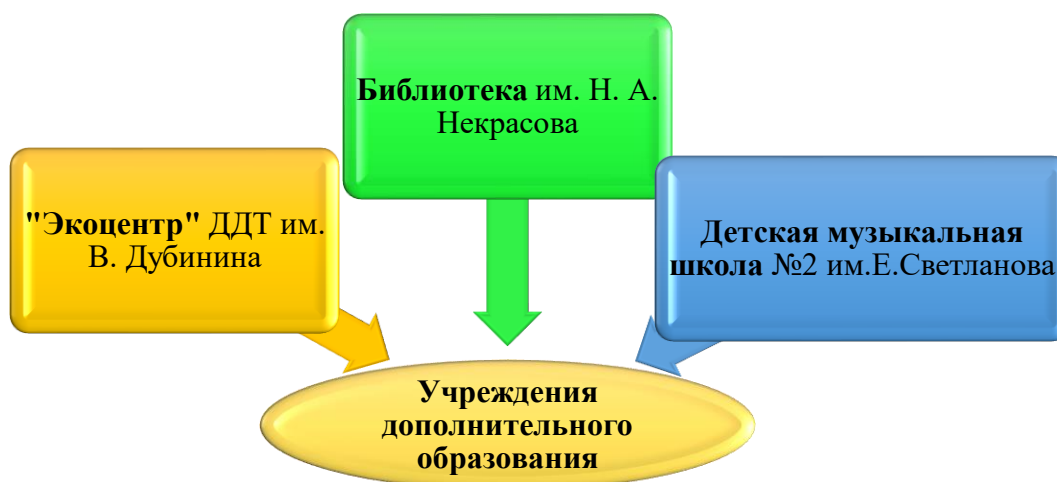 Библиотека им. Н. А.
Некрасова
"Экоцентр" ДДТ им.
В. Дубинина
Детская музыкальная
школа №2 им.Е.Светланова
Учреждения
дополнительного
образования